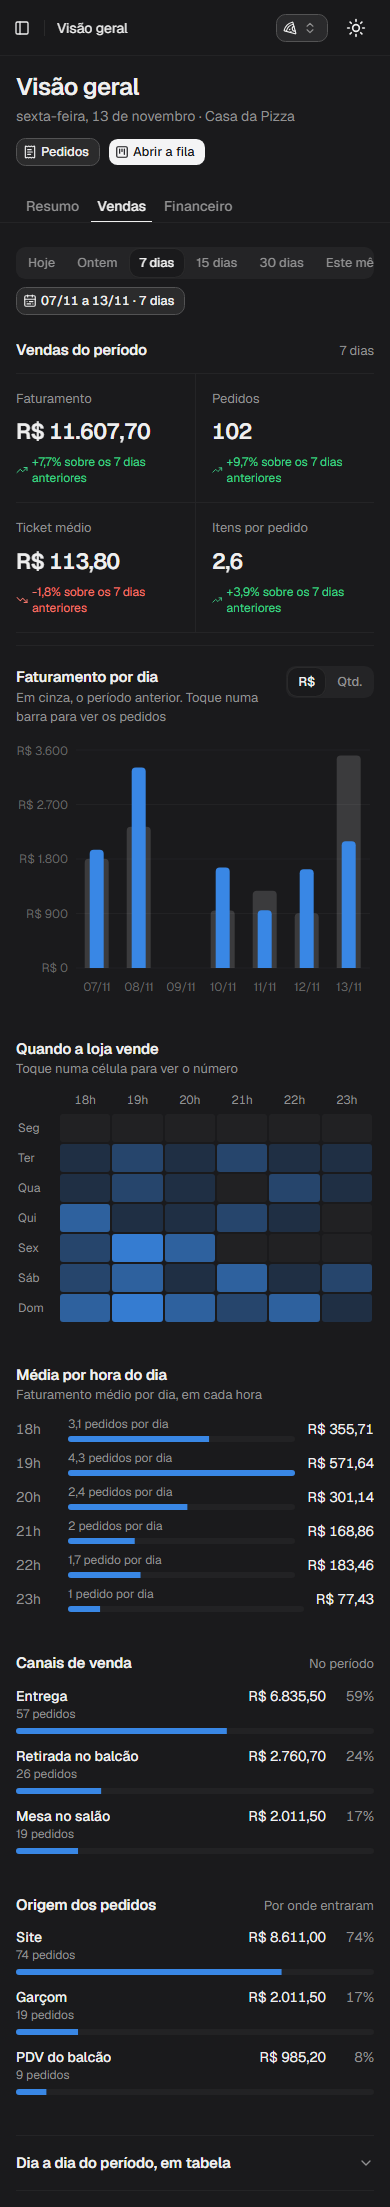 Visão geral
Visão geral
sexta-feira, 13 de novembro · Casa da Pizza
Pedidos
Abrir a fila
Resumo Vendas Financeiro
Hoje Ontem 7 dias 15 dias 30 dias Este mê
07/11 a 13/11 · 7 dias
Vendas do período 7 dias
Faturamento Pedidos
R$ 11.607,70 102
+7,7% sobre os 7 dias
anteriores
+9,7% sobre os 7 dias
anteriores
Ticket médio Itens por pedido
R$ 113,80 2,6
-1,8% sobre os 7 dias
anteriores
+3,9% sobre os 7 dias
anteriores
Faturamento por dia R$ Qtd.
Em cinza, o período anterior. Toque numa
barra para ver os pedidos
R$ 3.600
R$ 2.700
R$ 1.800
R$ 900
R$ 0
07/11 08/11 09/11 10/11 11/11 12/11 13/11
Quando a loja vende
Toque numa célula para ver o número
18h 19h 20h 21h 22h 23h
Seg
Ter
Qua
Qui
Sex
Sáb
Dom
Média por hora do dia
Faturamento médio por dia, em cada hora
18h 3,1 pedidos por dia R$ 355,71
19h 4,3 pedidos por dia R$ 571,64
20h 2,4 pedidos por dia R$ 301,14
21h 2 pedidos por dia R$ 168,86
22h 1,7 pedido por dia R$ 183,46
23h 1 pedido por dia R$ 77,43
Canais de venda No período
Entrega R$ 6.835,50 59%
57 pedidos
Retirada no balcão R$ 2.760,70 24%
26 pedidos
Mesa no salão R$ 2.011,50 17%
19 pedidos
Origem dos pedidos Por onde entraram
Site R$ 8.611,00 74%
74 pedidos
Garçom R$ 2.011,50 17%
19 pedidos
PDV do balcão R$ 985,20 8%
9 pedidos
Dia a dia do período, em tabela